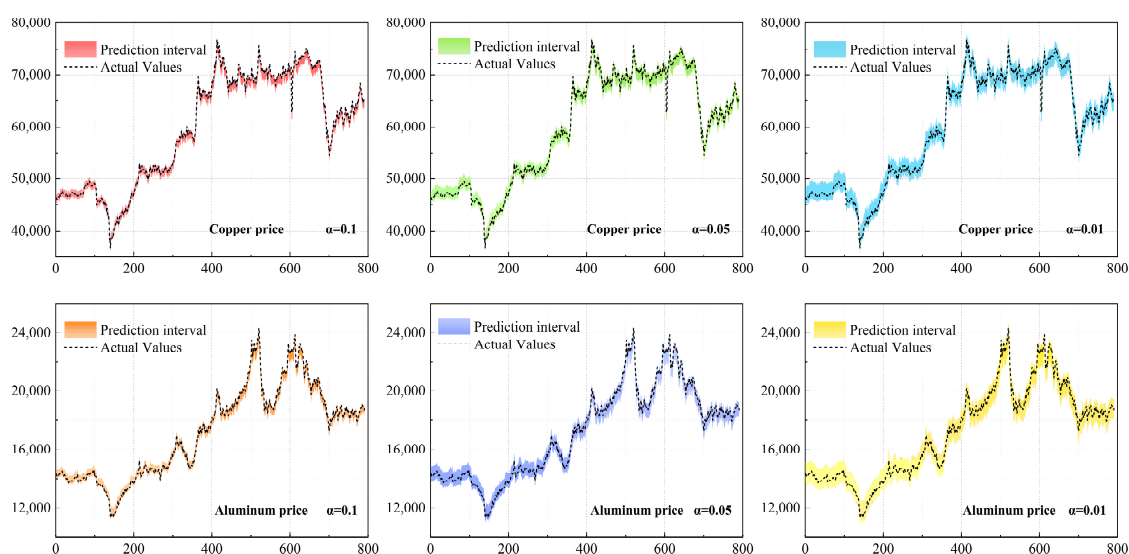 80,000
70,000
60,000
50,000
40,000
Prediction interval
Actual Values
Copper price α=0.1
0 200 400 600 800
80,000
70,000
60,000
50,000
40,000
Prediction interval
Actual Values
Copper price α=0.05
0 200 400 600 800
80,000
70,000
60,000
50,000
40,000
Prediction interval
Actual Values
Copper price α=0.01
0 200 400 600 800
24,000
20,000
16,000
12,000
Prediction interval
Actual Values
Aluminum price α=0.1
0 200 400 600 800
24,000
20,000
16,000
12,000
Prediction interval
Actual Values
Aluminum price α=0.05
0 200 400 600 800
24,000
20,000
16,000
12,000
Prediction interval
Actual Values
Aluminum price α=0.01
0 200 400 600 800